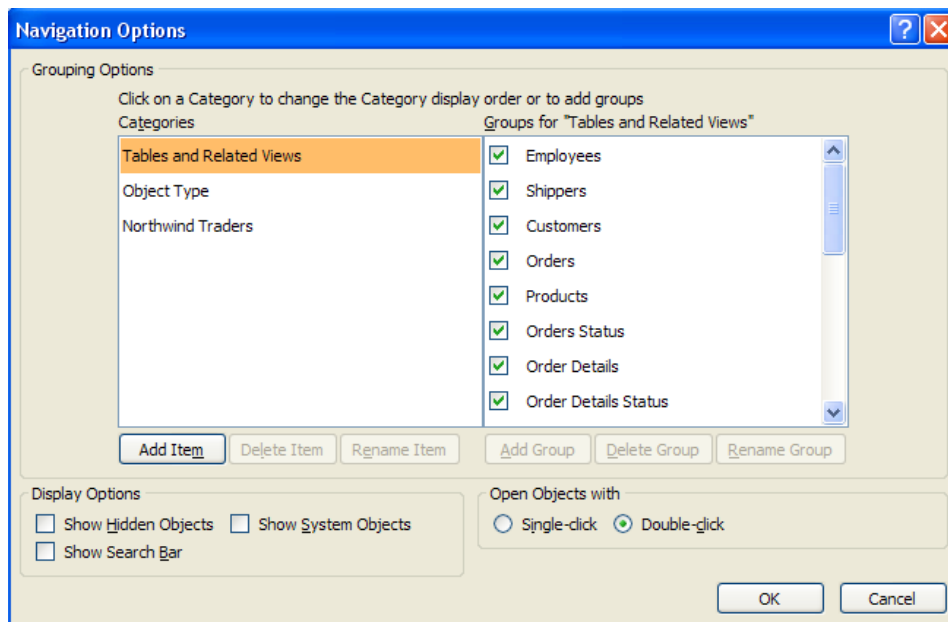 Navigation Options
Grouping Options
Click on a Category to change the Category display order or to add groups
Categories Groups for "Tables and Related Views"
Tables and Related Views Employees
Object Type Shippers
Northwind Traders Customers
Orders
Products
Orders Status
Order Details
Order Details Status
Add Item Delete Item Rename Item Add Group Delete Group Rename Group
Display Options Open Objects with
Show Hidden Objects Show System Objects Single-click Double-click
Show Search Bar
OK Cancel